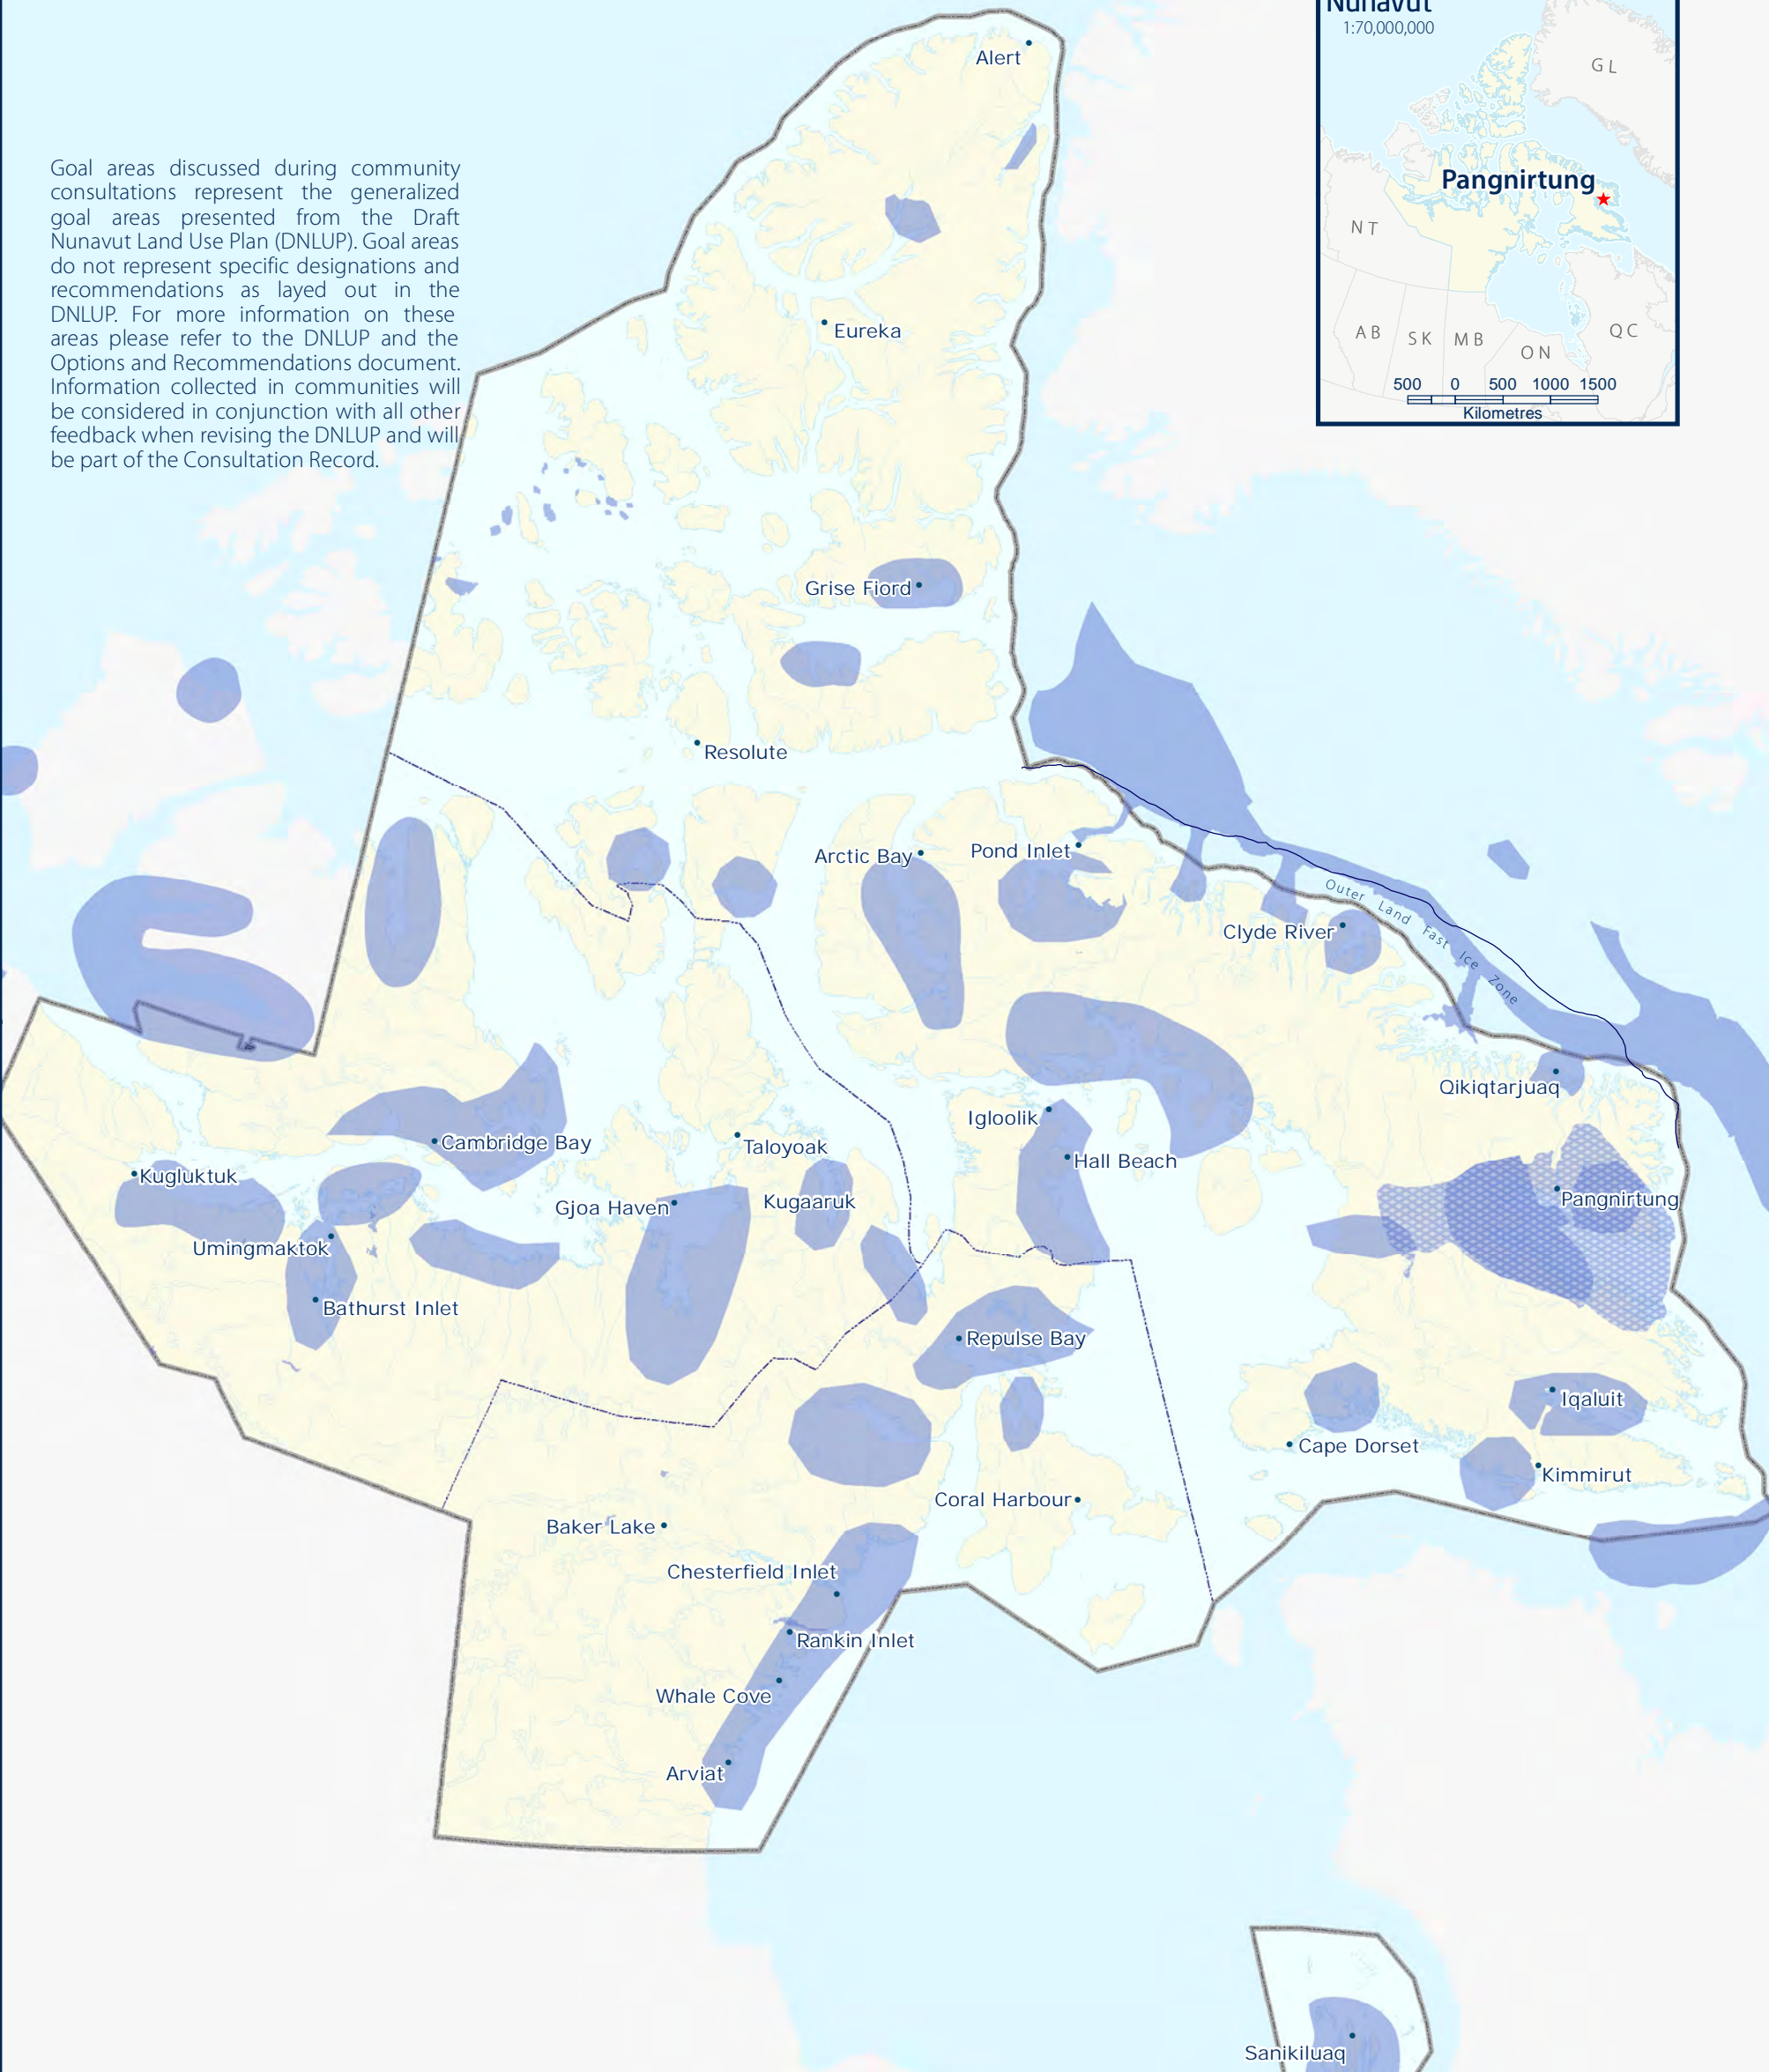 Nunavut
1:70,000,000
GL
Pangnirtung
NT
AB
SK
MB
ON
QC
500 0 500 1000 1500
Kilometres
Goal areas discussed during community
consultations represent the generalized
goal areas presented from the Draft
Nunavut Land Use Plan (DNLUP). Goal areas
do not represent specific designations and
recommendations as layed out in the
DNLUP. For more information on these
areas please refer to the DNLUP and the
Options and Recommendations document.
Information collected in communities will
be considered in conjunction with all other
feedback when revising the DNLUP and will
be part of the Consultation Record.
Alert
Eureka
Grise Fiord
Resolute
Arctic Bay
Pond Inlet
Outer Land Fast Ice Zone
Clyde River
Qikiqtarjuaq
Igloolik
Cambridge Bay
Taloyoak
Hall Beach
Kugluktuk
Gjoa Haven
Kugaaruk
Pangnirtung
Umingmaktok
Bathurst Inlet
Repulse Bay
Iqaluit
Cape Dorset
Kimmirut
Coral Harbour
Baker Lake
Chesterfield Inlet
Rankin Inlet
Whale Cove
Arviat
Sanikiluaq